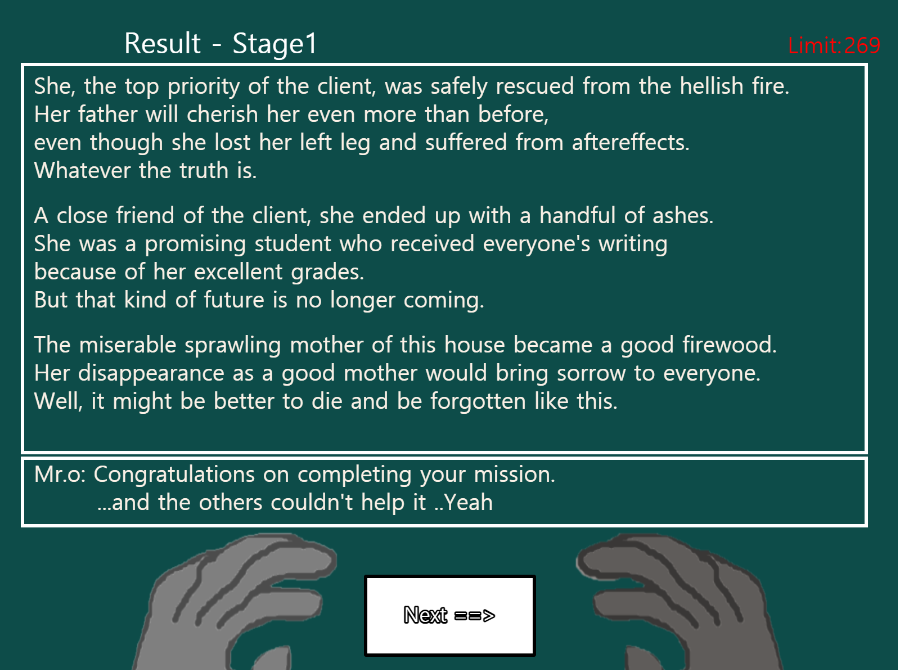 Result - Stage1
Limit:269
She, the top priority of the client, was safely rescued from the hellish fire.
Her father will cherish her even more than before,
even though she lost her left leg and suffered from aftereffects.
Whatever the truth is.
A close friend of the client, she ended up with a handful of ashes.
She was a promising student who received everyone's writing
because of her excellent grades.
But that kind of future is no longer coming.
The miserable sprawling mother of this house became a good firewood.
Her disappearance as a good mother would bring sorrow to everyone.
Well, it might be better to die and be forgotten like this.
Mr.o: Congratulations on completing your mission.
...and the others couldn't help it ..Yeah
Next ==>